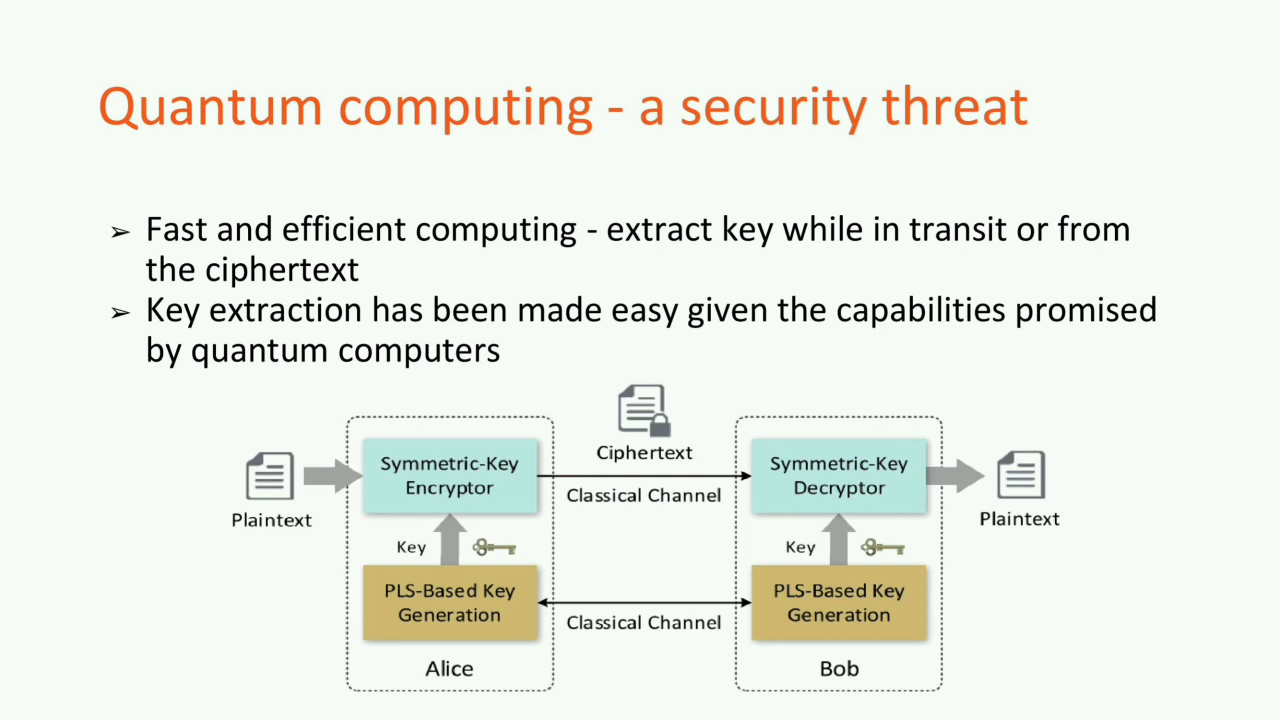 Quantum computing - a security threat
➢ Fast and efficient computing - extract key while in transit or from
the ciphertext
➢ Key extraction has been made easy given the capabilities promised
by quantum computers
Plaintext
Symmetric-Key
Encryptor
Ciphertext
Classical Channel
Symmetric-Key
Decryptor
Plaintext
Key
Key
PLS-Based Key
Generation
Classical Channel
PLS-Based Key
Generation
Alice
Bob